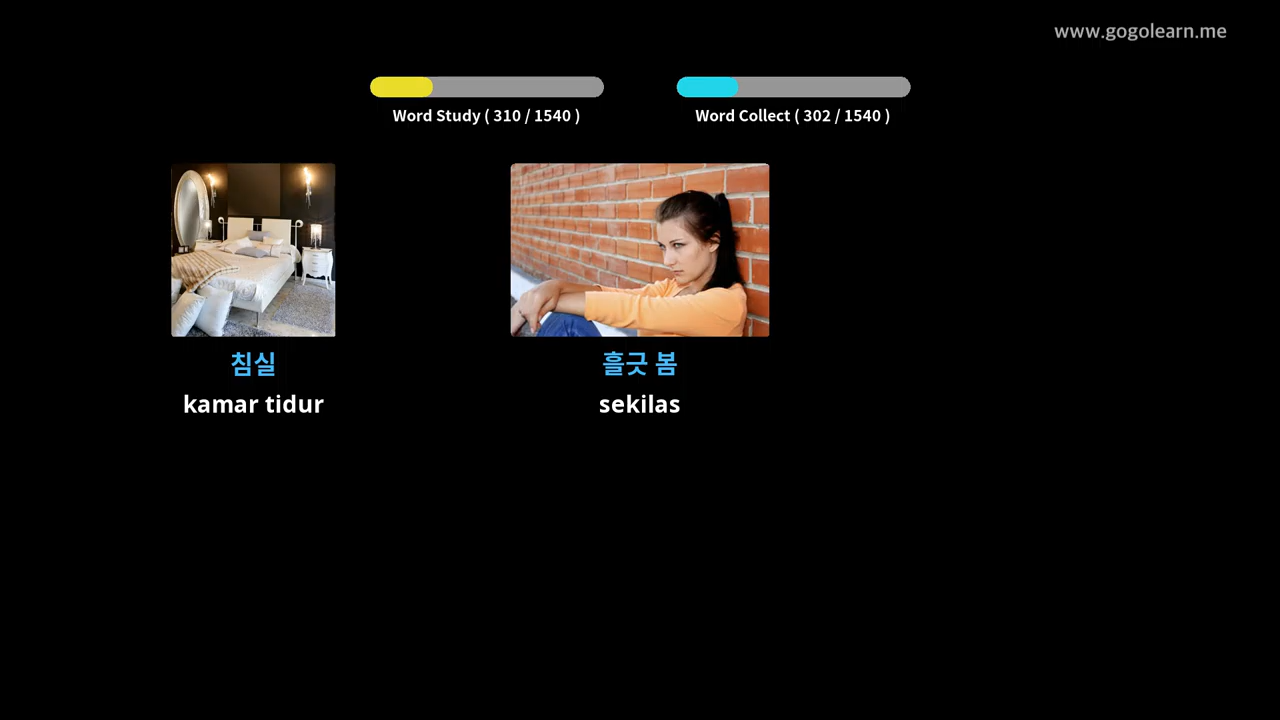 www.gogolearn.me
Word Study ( 310 / 1540 )
Word Collect ( 302 / 1540 )
침실
흘긋 봄
kamar tidur
sekilas